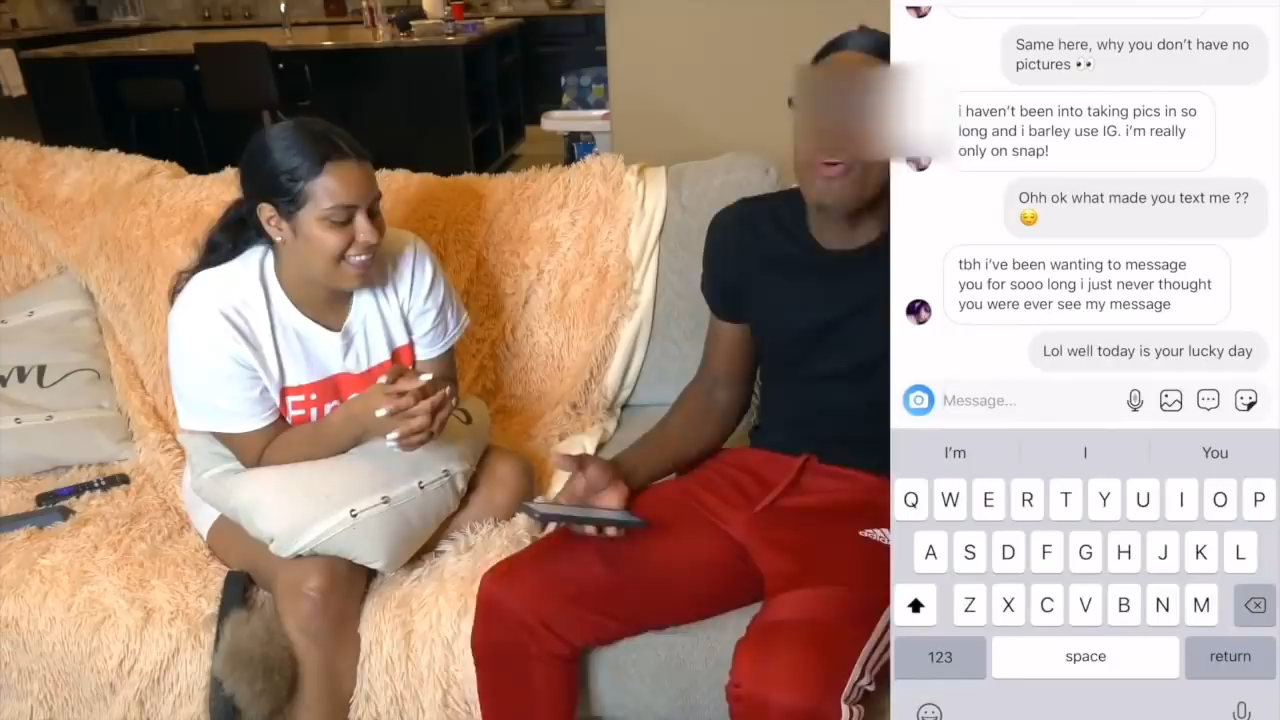 Same here, why you don't have no
pictures 👀
i haven't been into taking pics in so
long and i barley use IG. i'm really
only on snap!
Ohh ok what made you text me ??
😏
tbh i've been wanting to message
you for sooo long i just never thought
you were ever see my message
Lol well today is your lucky day
Message...
I'm I You
Q W E R T Y U I O P
A S D F G H J K L
Z X C V B N M
123 space return
adidas